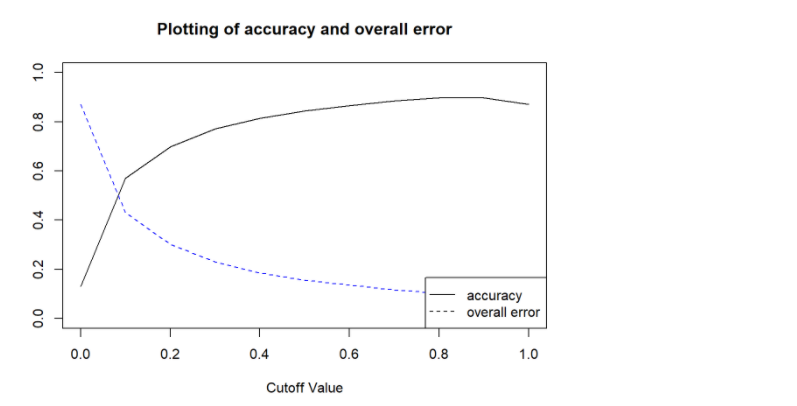 Plotting of accuracy and overall error
1.0
0.8
0.6
0.4
0.2
0.0
accuracy
overall error
0.0 0.2 0.4 0.6 0.8 1.0
Cutoff Value